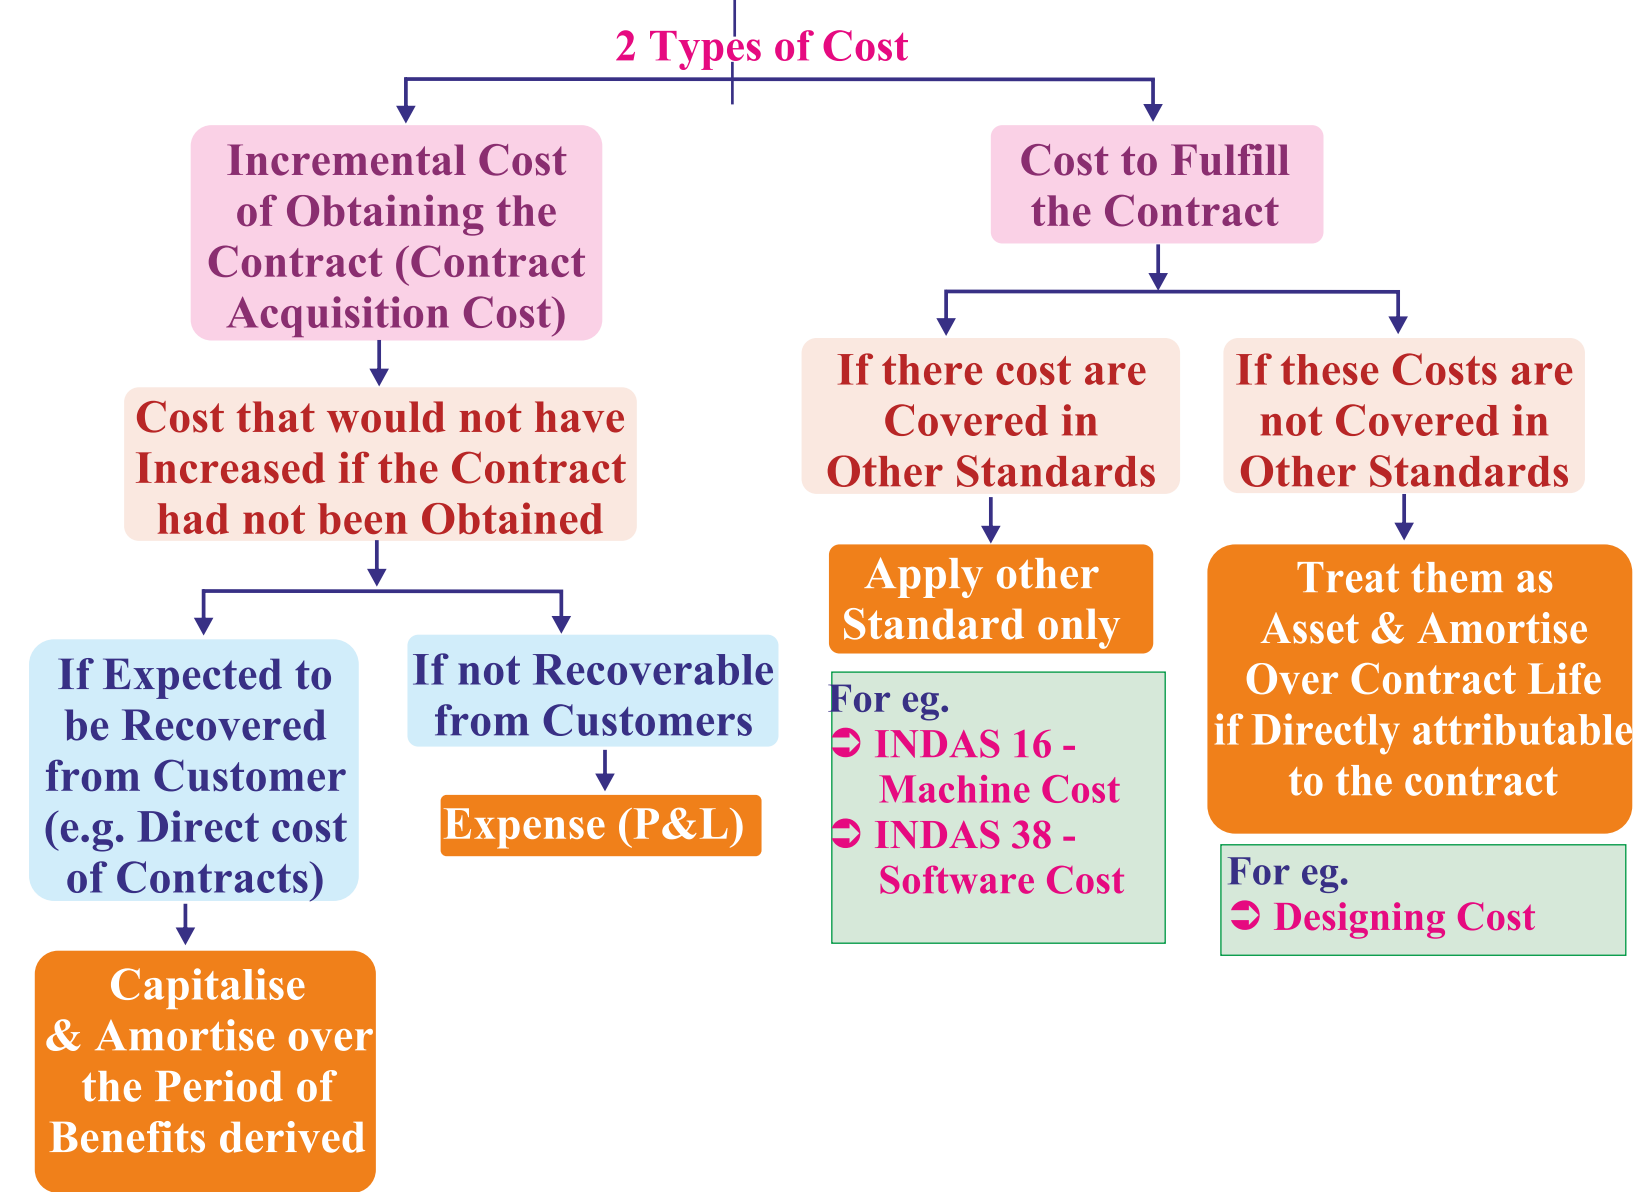 2 Types of Cost
Incremental Cost
of Obtaining the
Contract (Contract
Acquisition Cost)
Cost that would not have
Increased if the Contract
had not been Obtained
If Expected to
be Recovered
from Customer
(e.g. Direct cost
of Contracts)
Capitalise
& Amortise over
the Period of
Benefits derived
If not Recoverable
from Customers
Expense (P&L)
Cost to Fulfill
the Contract
If there cost are
Covered in
Other Standards
Apply other
Standard only
For eg.
➲ INDAS 16 -
Machine Cost
➲ INDAS 38 -
Software Cost
If these Costs are
not Covered in
Other Standards
Treat them as
Asset & Amortise
Over Contract Life
if Directly attributable
to the contract
For eg.
➲ Designing Cost